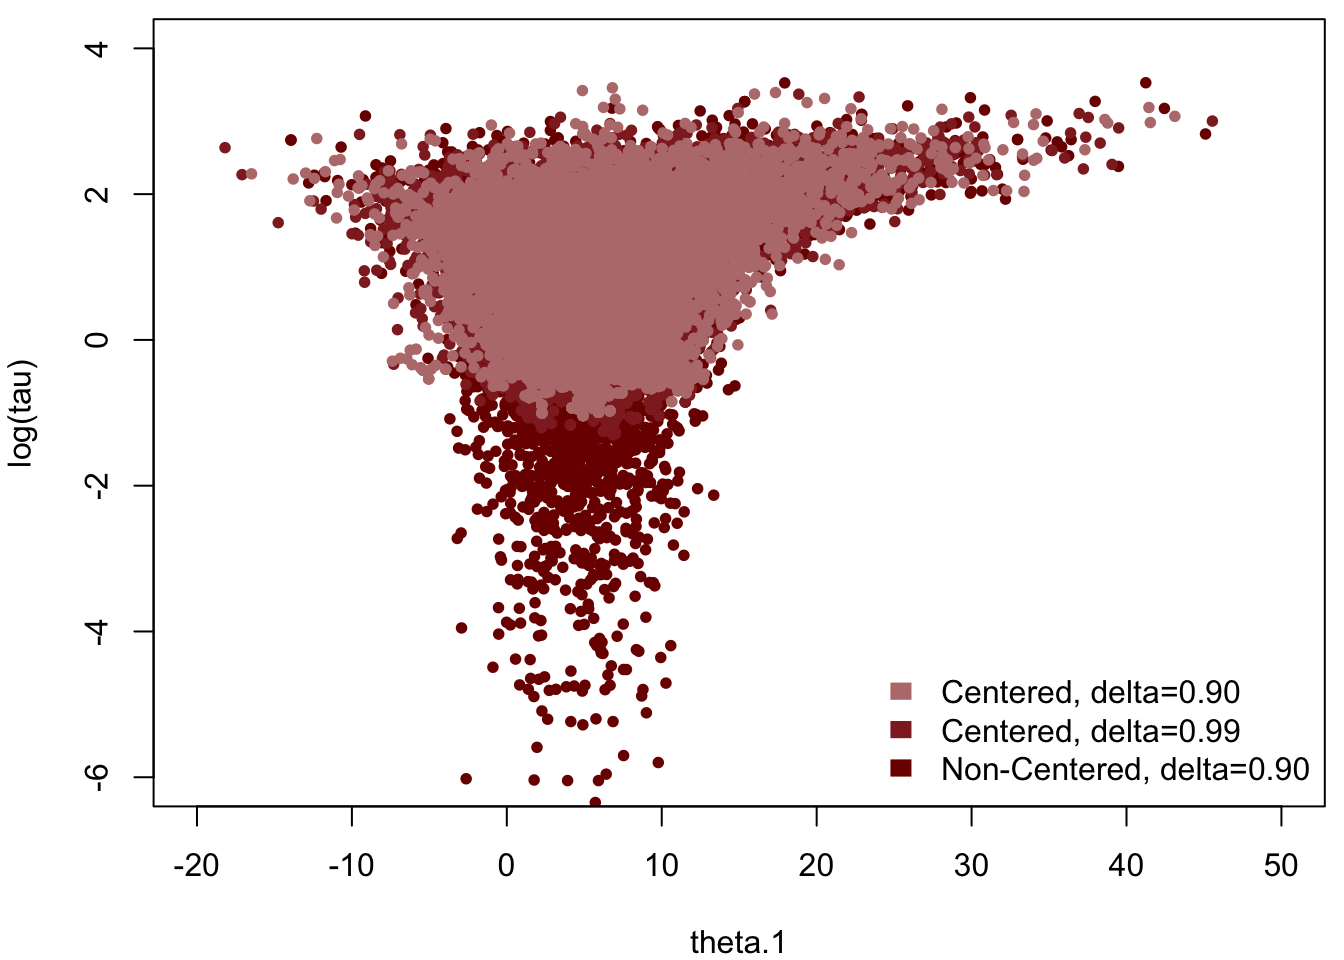 4
2
0
-2
-4
-6
log(tau)
Centered, delta=0.90
Centered, delta=0.99
Non-Centered, delta=0.90
-20 -10 0 10 20 30 40 50
theta.1